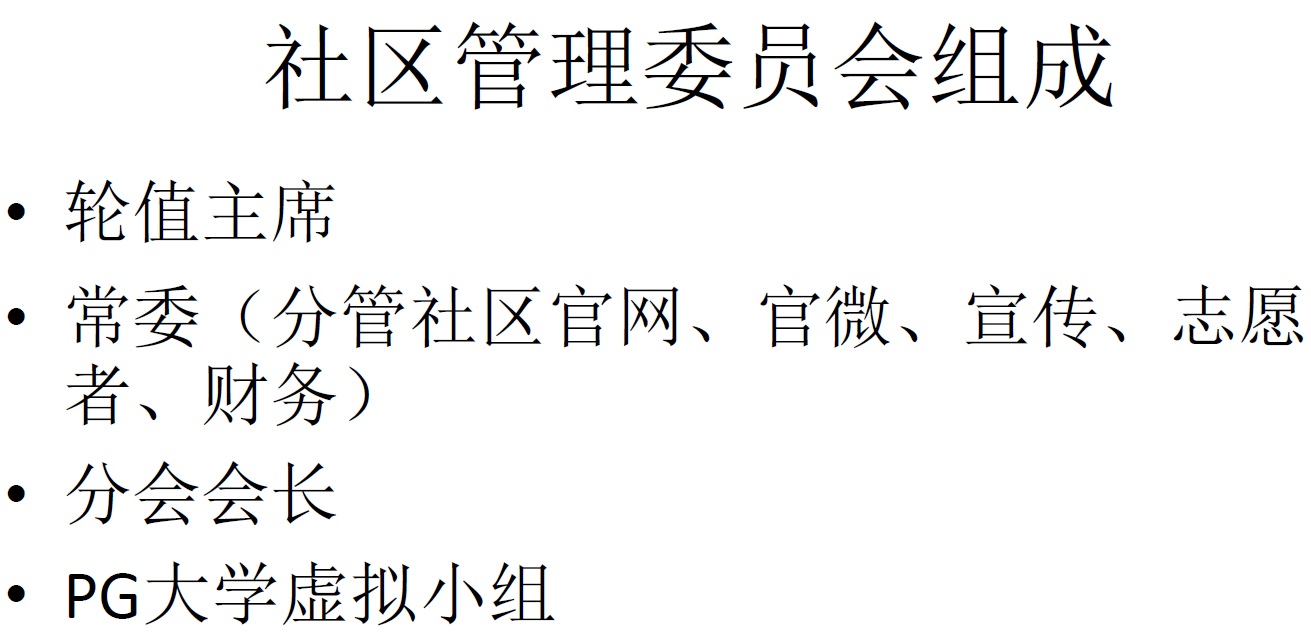 社区管理委员会组成
• 轮值主席
• 常委（分管社区官网、官微、宣传、志愿
者、财务）
• 分会会长
• PG大学虚拟小组